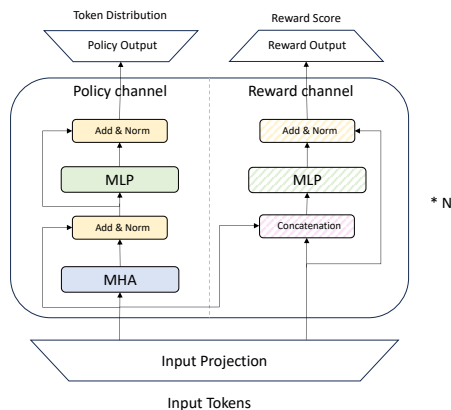 Token Distribution
Reward Score
Policy Output
Reward Output
Policy channel
Reward channel
Add & Norm
Add & Norm
MLP
MLP
Add & Norm
Concatenation
* N
MHA
Input Projection
Input Tokens